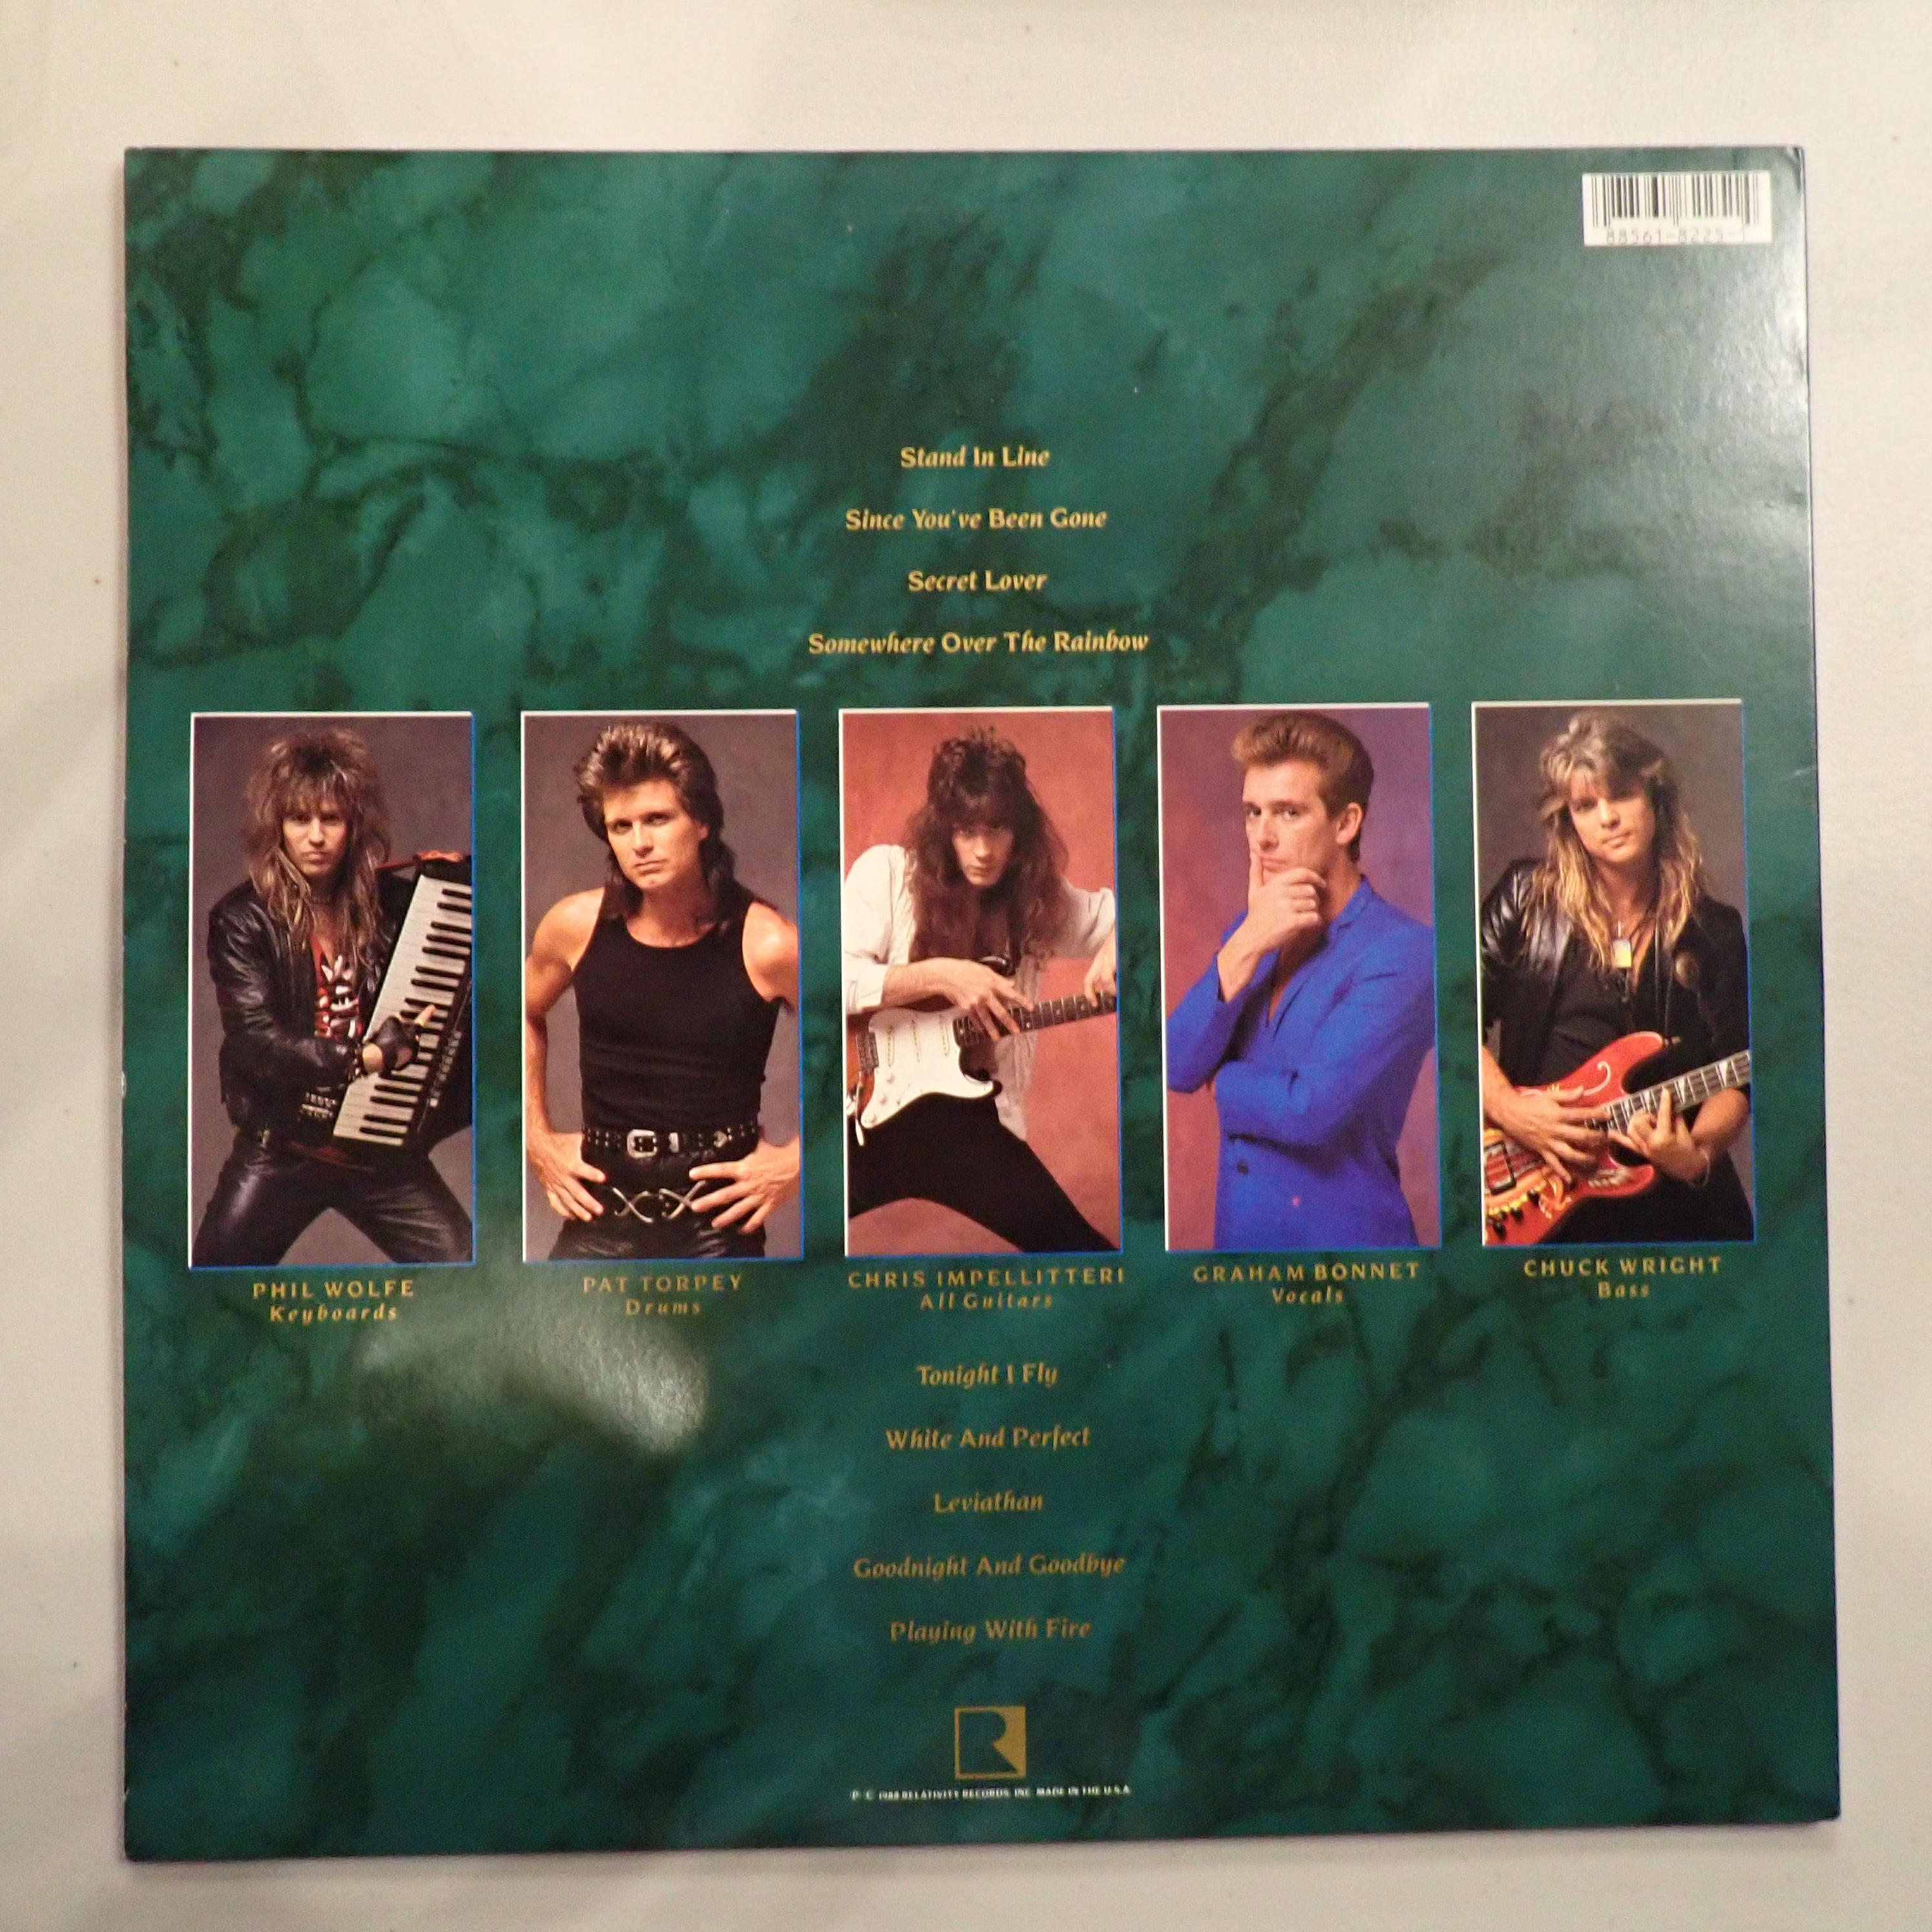 88561-8225-1
Stand In Line
Since You've Been Gone
Secret Lover
Somewhere Over The Rainbow
PHIL WOLFE
Keyboards
PAT TORPEY
Drums
CHRIS IMPELLITTERI
All Guitars
GRAHAM BONNET
Vocals
CHUCK WRIGHT
Bass
Tonight I Fly
White And Perfect
Leviathan
Goodnight And Goodbye
Playing With Fire
R
P C 1988 RELATIVITY RECORDS, INC. MADE IN THE U.S.A.